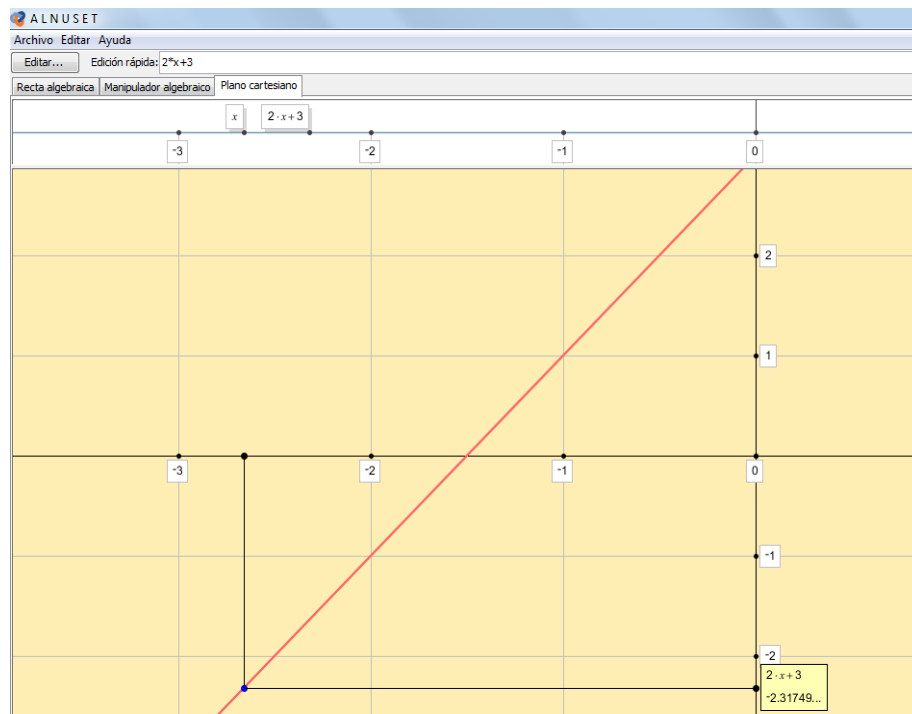 ALNUSET
Archivo Editar Ayuda
Editar... Edición rápida: 2*x+3
Recta algebraica Manipulador algebraico Plano cartesiano
x 2·x+3
-3 -2 -1 0
2
1
-3 -2 -1 0
-1
-2
2·x+3
-2.31749...